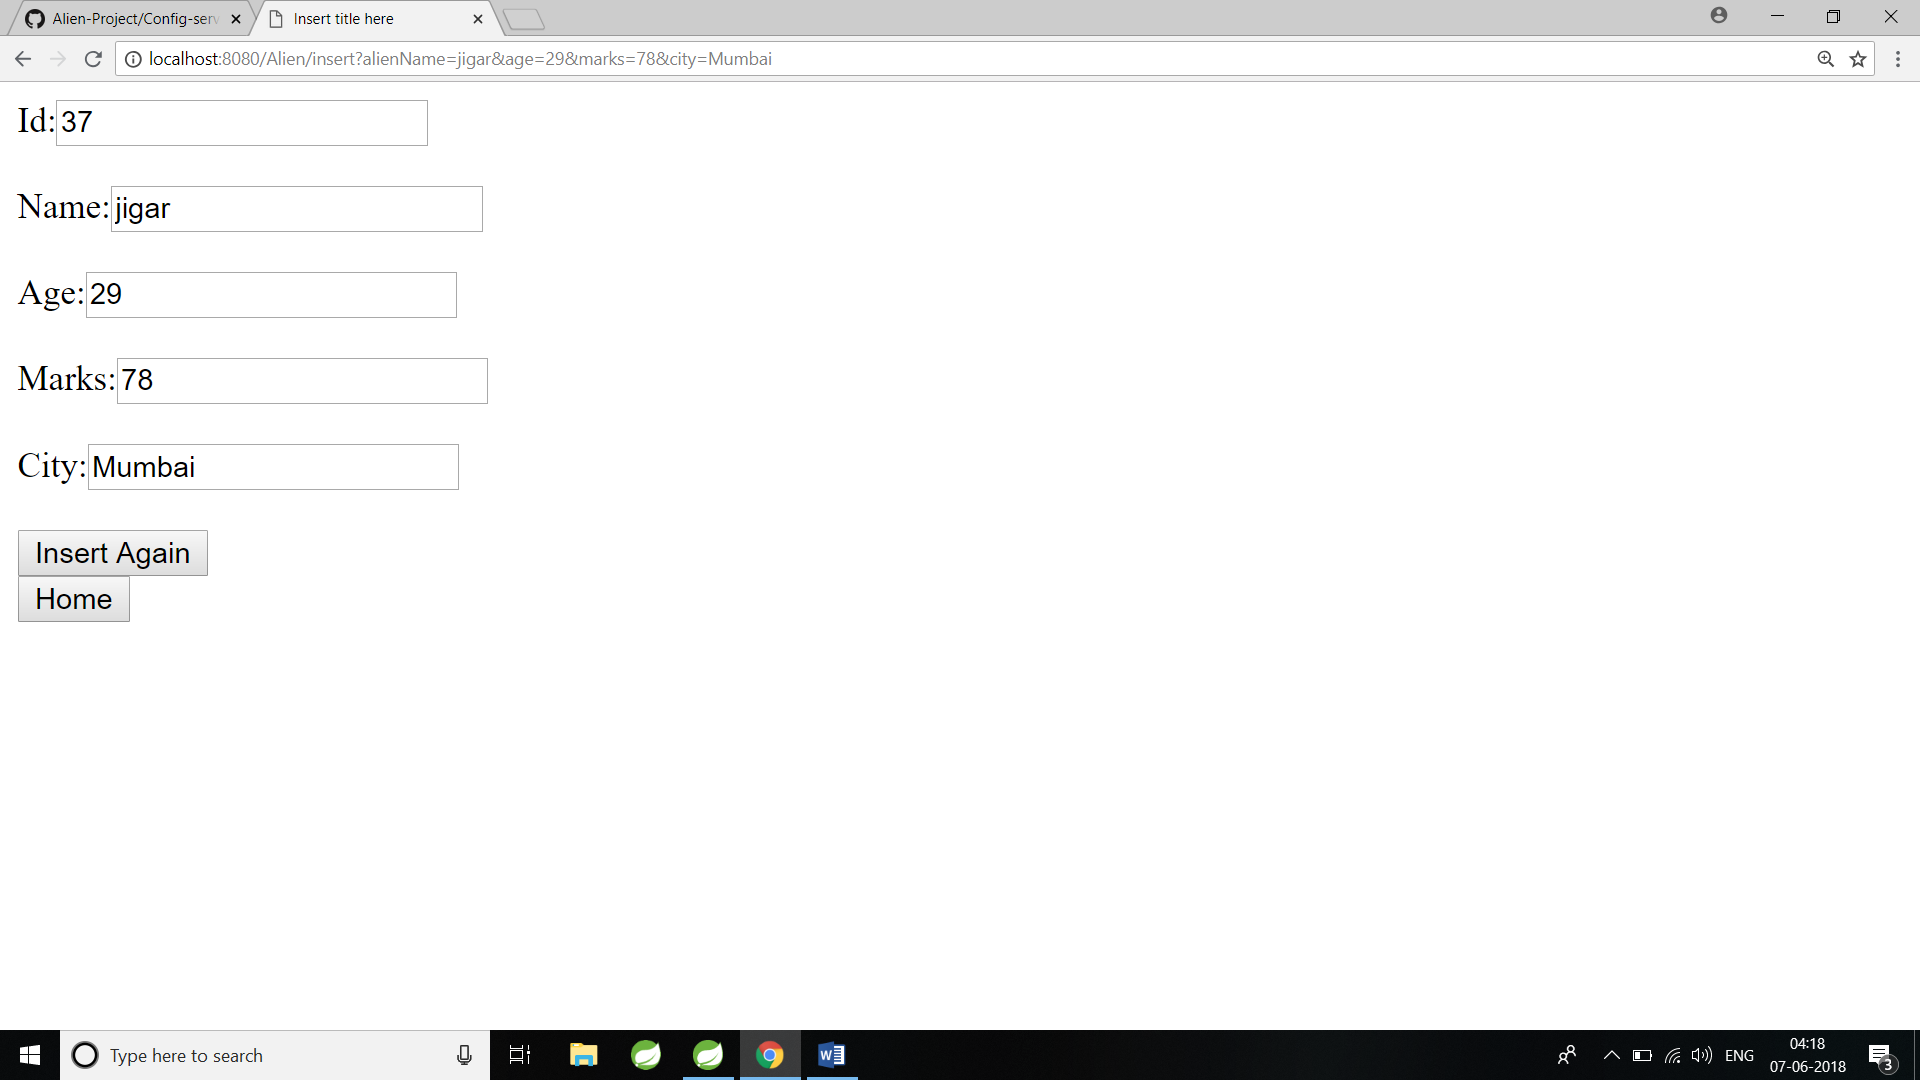 Alien-Project/Config-serv
Insert title here
localhost:8080/Alien/insert?alienName=jigar&age=29&marks=78&city=Mumbai
Id: 37
Name: jigar
Age: 29
Marks: 78
City: Mumbai
Insert Again
Home
Type here to search
W
ENG
04:18
07-06-2018
3